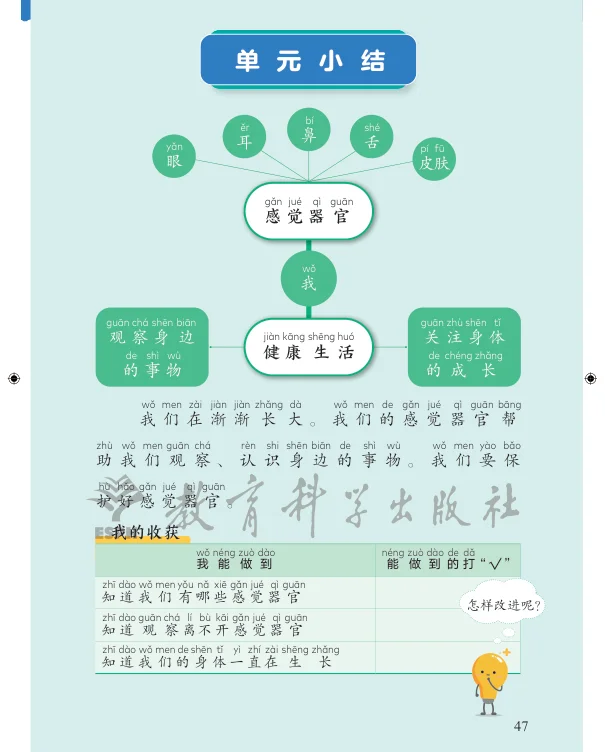 单元小结
yǎn ěr bí shé pí fū
眼 耳 鼻 舌 皮肤
gǎn jué qì guān
感觉器官
wǒ
我
guān chá shēn biān
观察身边
de shì wù
的事物
jiàn kāng shēng huó
健康生活
guān zhù shēn tǐ
关注身体
de chéng zhǎng
的成长
wǒ men zài jiàn jiàn zhǎng dà wǒ men de gǎn jué qì guān bāng
我们在渐渐长大。我们的感觉器官帮
zhù wǒ men guān chá rèn shi shēn biān de shì wù wǒ men yào bǎo
助我们观察、认识身边的事物。我们要保
hù hǎo gǎn jué qì guān
护好感觉器官。
教育科学出版社
我的收获
wǒ néng zuò dào néng zuò dào de dǎ
我能做到 能做到的打“√”
zhī dào wǒ men yǒu nǎ xiē gǎn jué qì guān
知道我们有哪些感觉器官
zhī dào guān chá lí bù kāi gǎn jué qì guān
知道观察离不开感觉器官
zhī dào wǒ men de shēn tǐ yì zhí zài shēng zhǎng
知道我们的身体一直在生长
怎样改进呢?
47